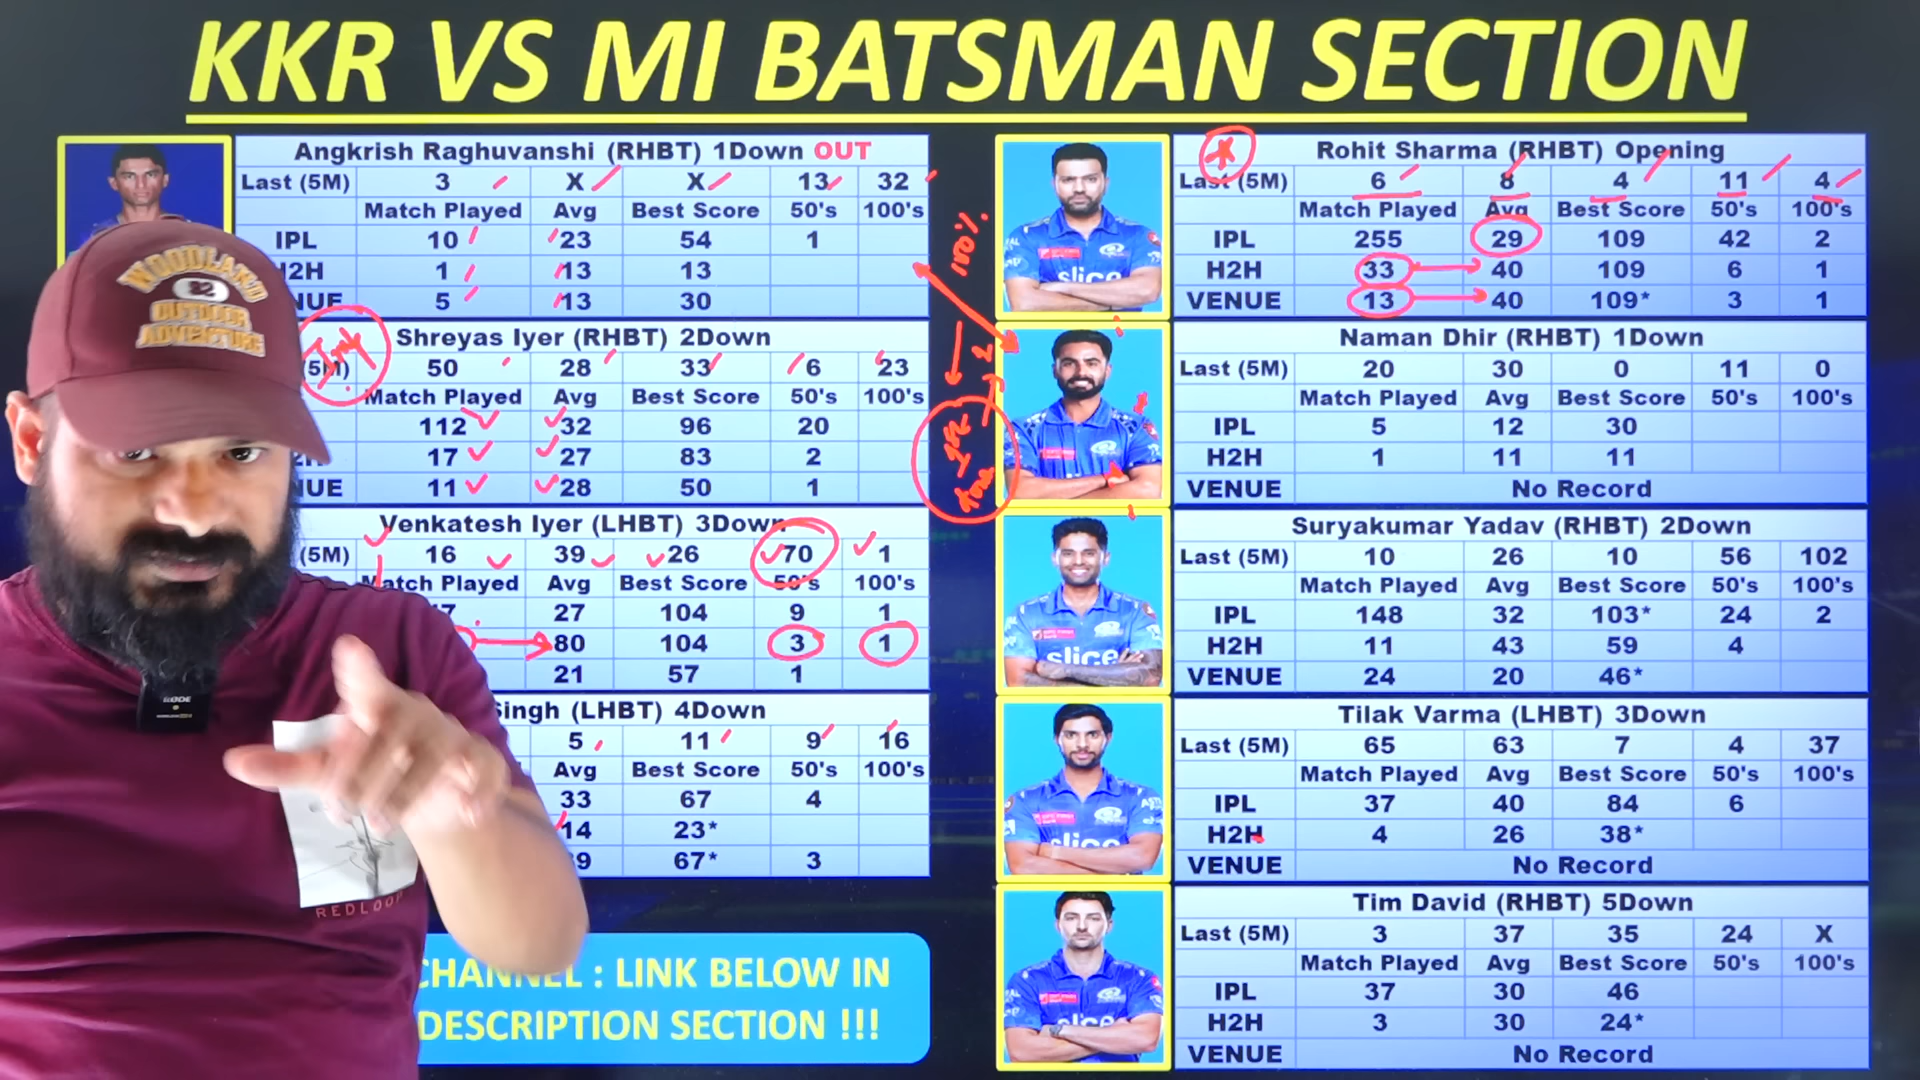 KKR VS MI BATSMAN SECTION
Angkrish Raghuvanshi (RHBT) 1Down OUT
Last (5M) 3 X X 13 32
Match Played Avg Best Score 50's 100's
IPL 10 23 54 1
H2H 1 13 13
VENUE 5 13 30
Shreyas Iyer (RHBT) 2Down
(5M) 50 28 33 6 23
Match Played Avg Best Score 50's 100's
112 32 96 20
17 27 83 2
11 28 50 1
Venkatesh Iyer (LHBT) 3Down
(5M) 16 39 26 70 1
Match Played Avg Best Score 50's 100's
27 104 9 1
80 104 3 1
21 57 1
Singh (LHBT) 4Down
5 11 9 16
Avg Best Score 50's 100's
33 67 4
14 23*
67* 3
CHANNEL : LINK BELOW IN
DESCRIPTION SECTION !!!
WOODLAND
92
OUTDOOR
ADVENTURE
RODE
REDLOOP
100%
Rohit Sharma (RHBT) Opening
Last (5M) 6 8 4 11 4
Match Played Avg Best Score 50's 100's
IPL 255 29 109 42 2
H2H 33 40 109 6 1
VENUE 13 40 109* 3 1
Naman Dhir (RHBT) 1Down
Last (5M) 20 30 0 11 0
Match Played Avg Best Score 50's 100's
IPL 5 12 30
H2H 1 11 11
VENUE No Record
Suryakumar Yadav (RHBT) 2Down
Last (5M) 10 26 10 56 102
Match Played Avg Best Score 50's 100's
IPL 148 32 103* 24 2
H2H 11 43 59 4
VENUE 24 20 46*
Tilak Varma (LHBT) 3Down
Last (5M) 65 63 7 4 37
Match Played Avg Best Score 50's 100's
IPL 37 40 84 6
H2H 4 26 38*
VENUE No Record
Tim David (RHBT) 5Down
Last (5M) 3 37 35 24 X
Match Played Avg Best Score 50's 100's
IPL 37 30 46
H2H 3 30 24*
VENUE No Record
slice
slice
slice